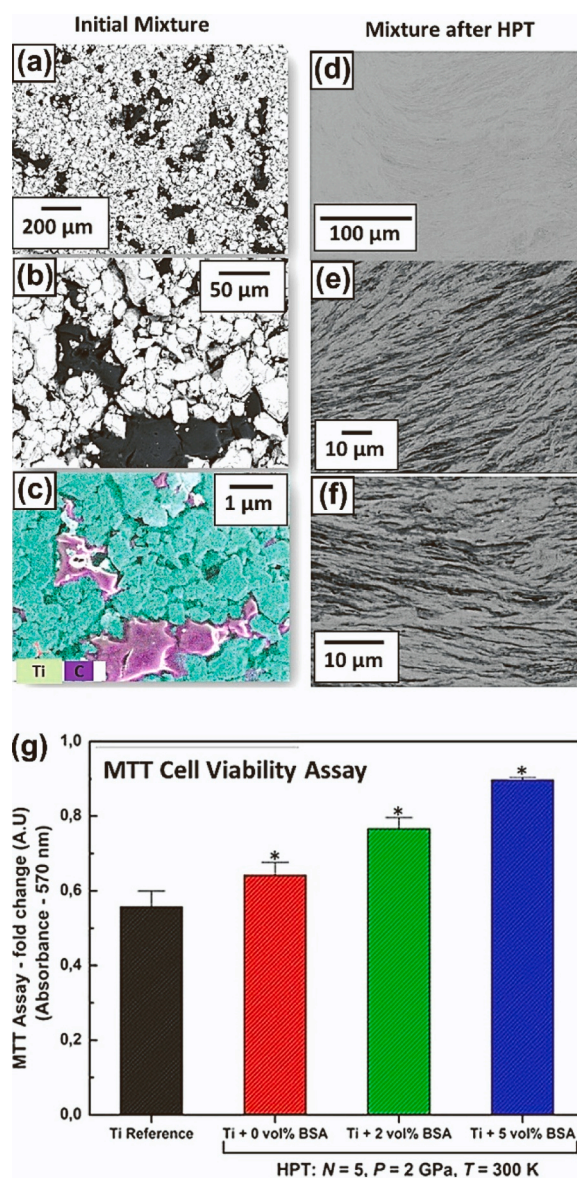 Initial Mixture
Mixture after HPT
(a)
200 µm
(b)
50 µm
(c)
1 µm
Ti C
(d)
100 µm
(e)
10 µm
(f)
10 µm
(g)
MTT Cell Viability Assay
MTT Assay - fold change (A.U)
(Absorbance - 570 nm)
1,0
0,8
0,6
0,4
0,2
0,0
*
*
*
Ti Reference
Ti + 0 vol% BSA
Ti + 2 vol% BSA
Ti + 5 vol% BSA
HPT: N = 5, P = 2 GPa, T = 300 K